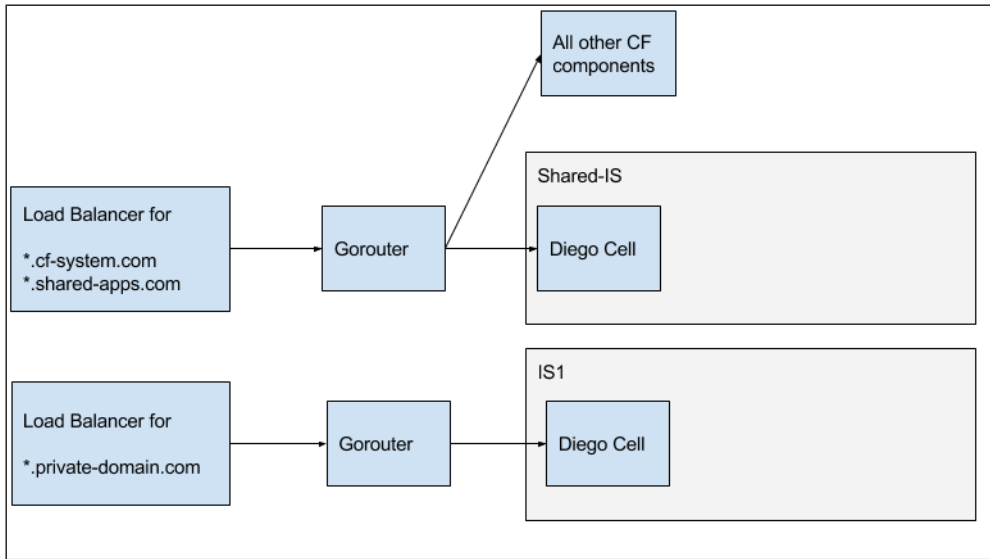 All other CF
components
Shared-IS
Load Balancer for
*.cf-system.com
*.shared-apps.com
Gorouter
Diego Cell
IS1
Load Balancer for
*.private-domain.com
Gorouter
Diego Cell